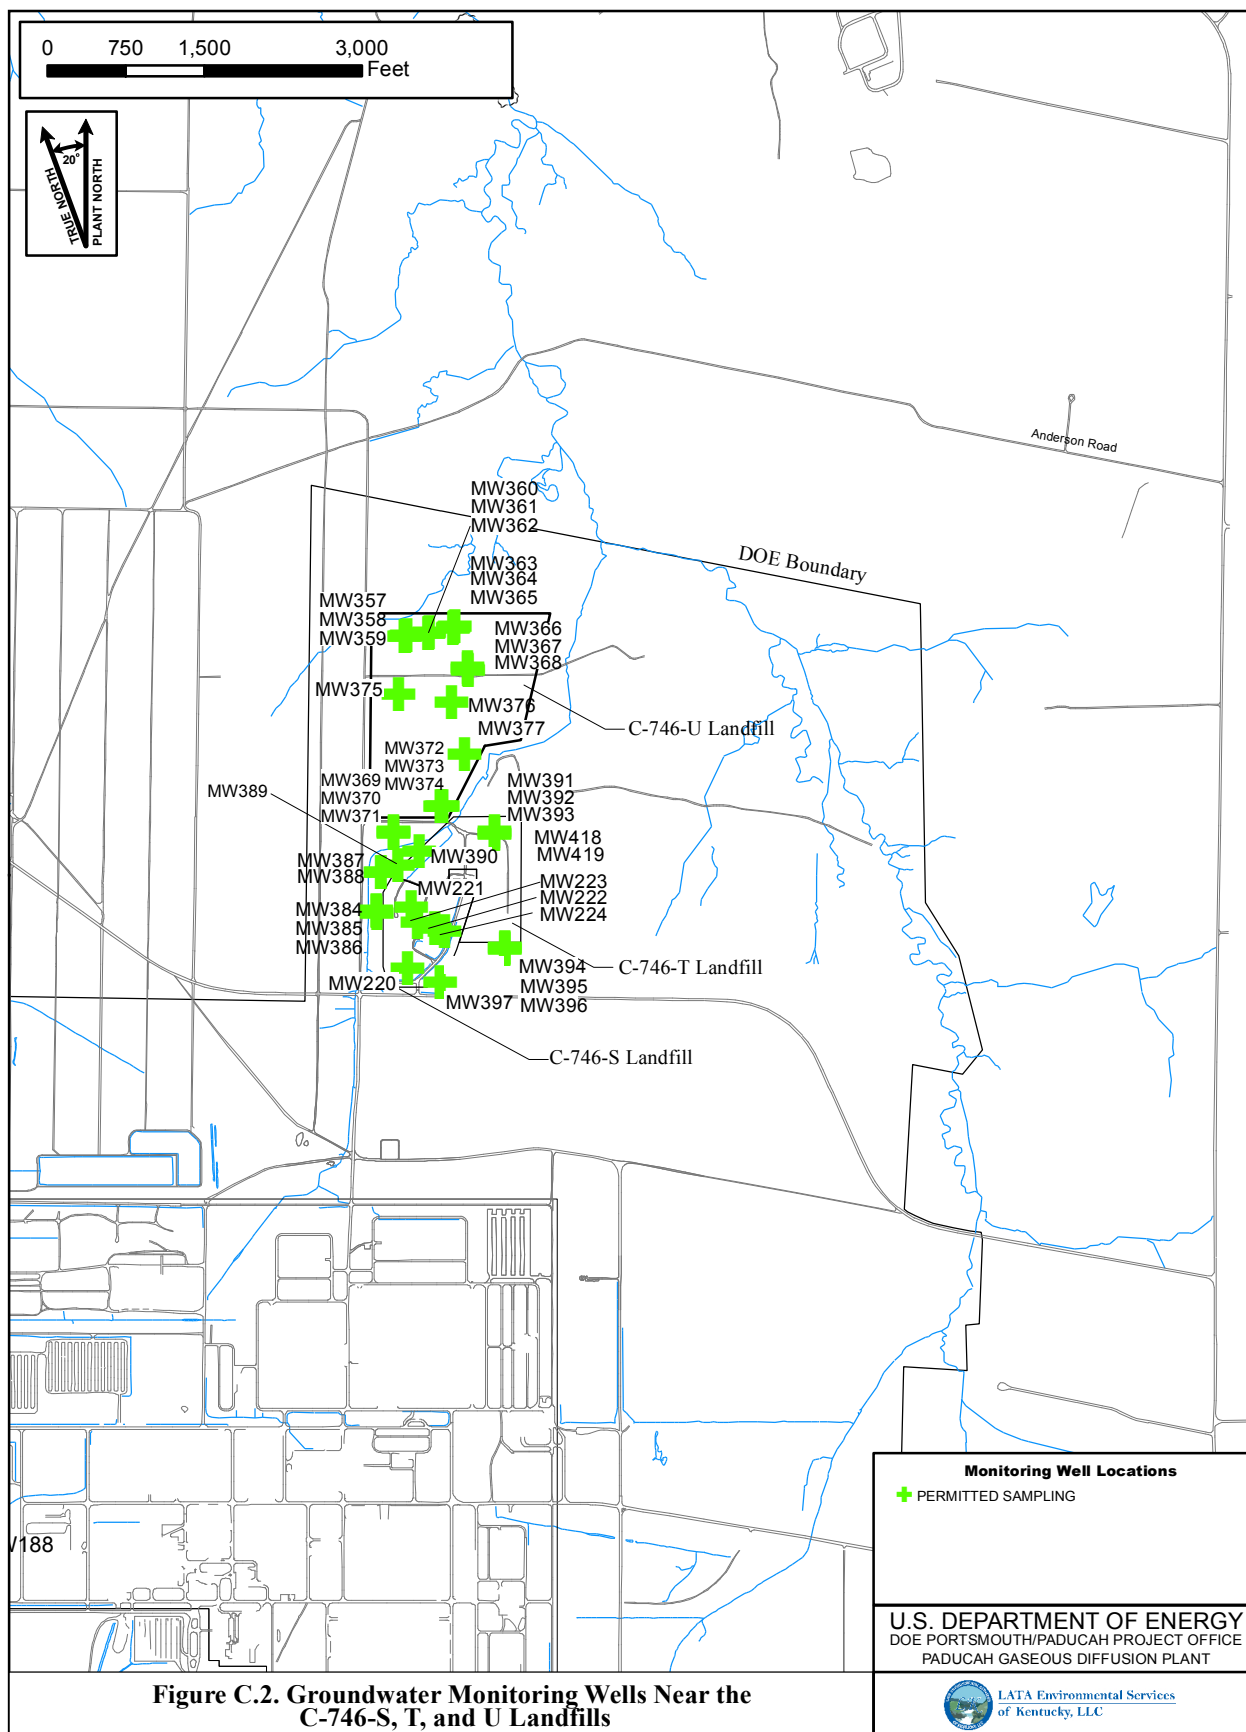 0 750 1,500 3,000
Feet
20°
TRUE NORTH
PLANT NORTH
Anderson Road
MW360
MW361
MW362
DOE Boundary
MW363
MW364
MW365
MW357
MW358
MW359
MW366
MW367
MW368
MW375
MW376
MW377
C-746-U Landfill
MW372
MW373
MW374
MW369
MW370
MW371
MW389
MW391
MW392
MW393
MW418
MW419
MW390
MW387
MW388
MW221
MW223
MW222
MW224
MW384
MW385
MW386
MW394
MW395
MW396
C-746-T Landfill
MW220
MW397
C-746-S Landfill
Monitoring Well Locations
PERMITTED SAMPLING
188
U.S. DEPARTMENT OF ENERGY
DOE PORTSMOUTH/PADUCAH PROJECT OFFICE
PADUCAH GASEOUS DIFFUSION PLANT
LATA Environmental Services
of Kentucky, LLC
Figure C.2. Groundwater Monitoring Wells Near the
C-746-S, T, and U Landfills